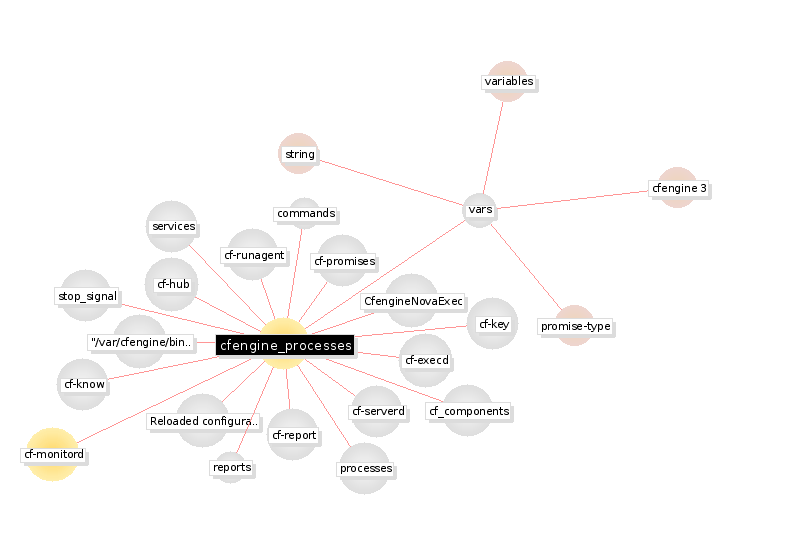 variables
string
cfengine 3
vars
commands
services
cf-runagent
cf-promises
cf-hub
stop_signal
CfengineNovaExec
cf-key
promise-type
"/var/cfengine/bin..
cfengine_processes
cf-execd
cf-know
cf-serverd
cf_components
Reloaded configura..
cf-report
cf-monitord
reports
processes